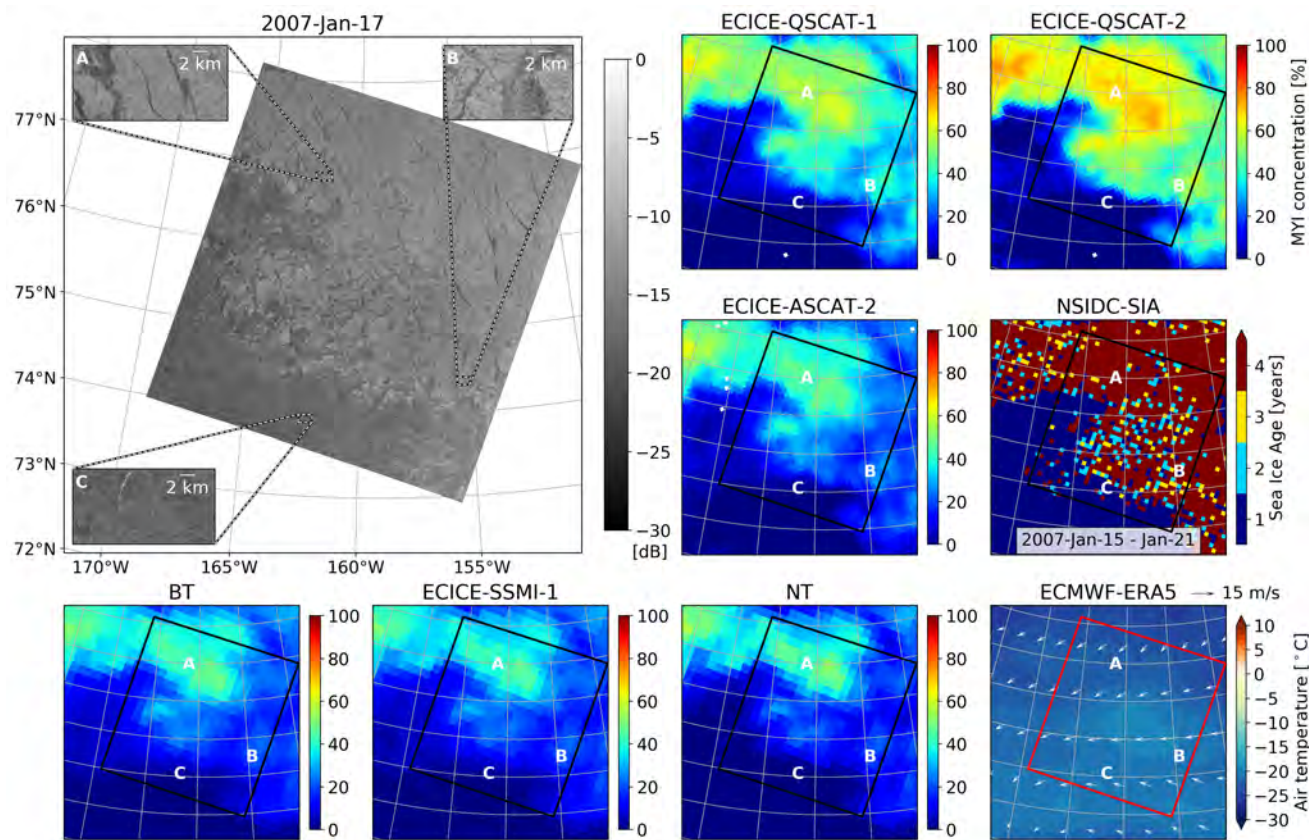 2007-Jan-17
A
2 km
B
2 km
C
2 km
77°N
76°N
75°N
74°N
73°N
72°N
170°W
165°W
160°W
155°W
0
−5
−10
−15
−20
−25
−30
[dB]
ECICE-QSCAT-1
A
B
C
100
80
60
40
20
0
ECICE-QSCAT-2
A
B
C
100
80
60
40
20
0
MYI concentration [%]
ECICE-ASCAT-2
A
B
C
100
80
60
40
20
0
NSIDC-SIA
A
B
C
2007-Jan-15 - Jan-21
4
3
2
1
Sea Ice Age [years]
BT
A
B
C
100
80
60
40
20
0
ECICE-SSMI-1
A
B
C
100
80
60
40
20
0
NT
A
B
C
100
80
60
40
20
0
ECMWF-ERA5
15 m/s
A
B
C
10
5
0
−5
−10
−15
−20
−25
−30
Air temperature [°C]